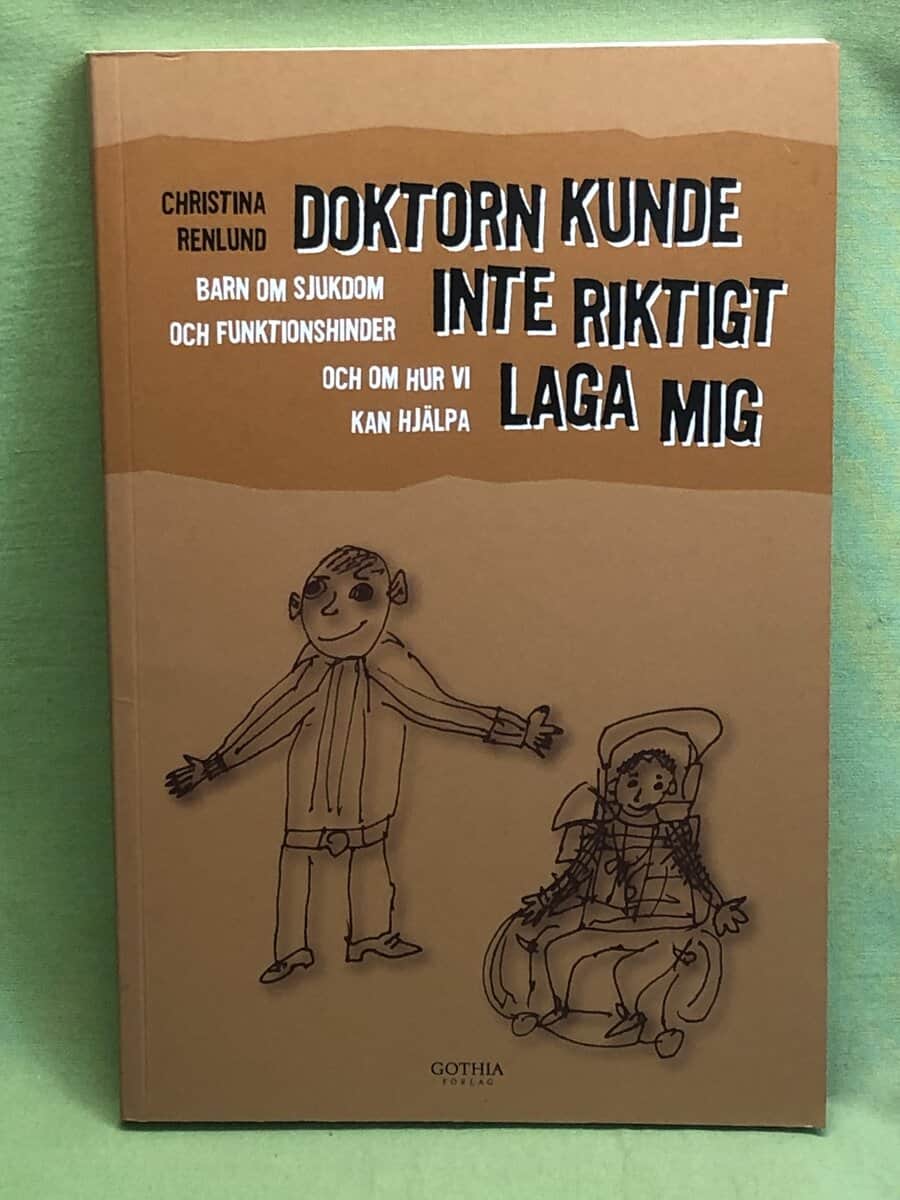 CHRISTINA
RENLUND
DOKTORN KUNDE
INTE RIKTIGT
LAGA MIG
BARN OM SJUKDOM
OCH FUNKTIONSHINDER
OCH OM HUR VI
KAN HJÄLPA
GOTHIA
FÖRLAG